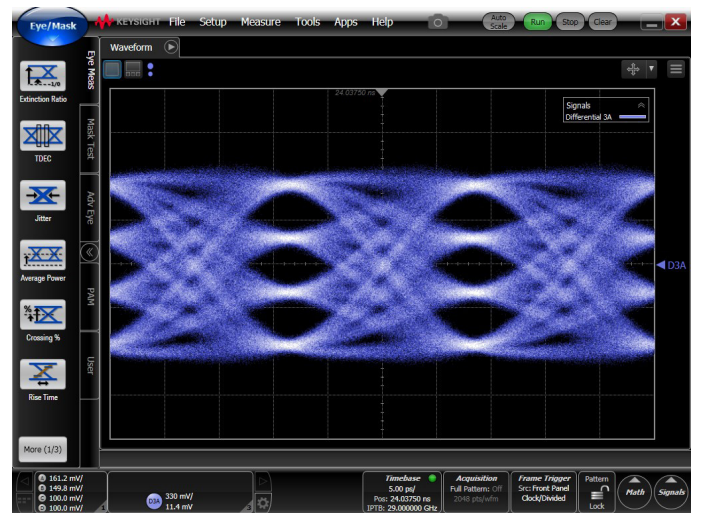 Eye/Mask
KEYSIGHT File Setup Measure Tools Apps Help
Auto Scale
Run
Stop
Clear
Waveform
Eye Meas
Mask Test
Adv Eye
PAM
User
Extinction Ratio
TDEC
Jitter
Average Power
Crossing %
Rise Time
More (1/3)
24.03750 ns
Signals
Differential 3A
D3A
A 161.2 mV/
B 149.8 mV/
C 100.0 mV/
D 100.0 mV/
1
D3A
330 mV/
11.4 mV
3
Timebase
5.00 ps/
Pos: 24.03750 ns
IPTB: 29.000000 GHz
Acquisition
Full Pattern: Off
2048 pts/wfm
Frame Trigger
Src: Front Panel
Clock/Divided
Pattern
Lock
Math
Signals